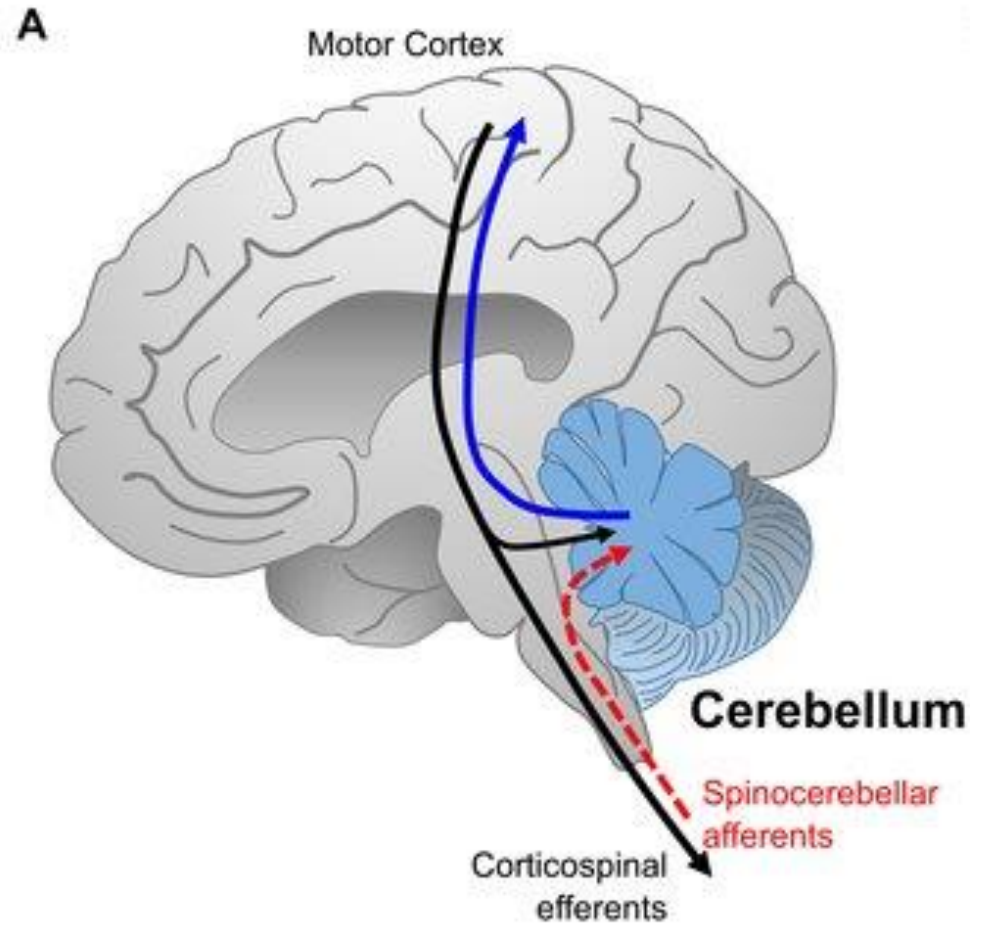 A
Motor Cortex
Cerebellum
Spinocerebellar
afferents
Corticospinal
efferents